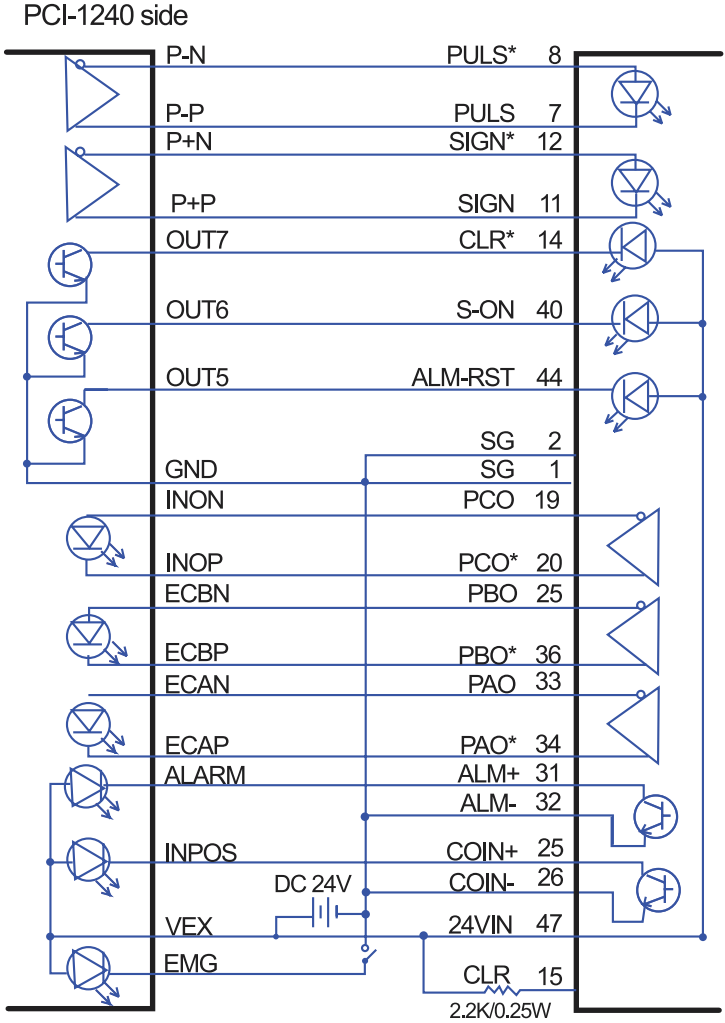 PCI-1240 side
P-N PULS* 8
P-P PULS 7
P+N SIGN* 12
P+P SIGN 11
OUT7 CLR* 14
OUT6 S-ON 40
OUT5 ALM-RST 44
SG 2
GND SG 1
INON PCO 19
INOP PCO* 20
ECBN PBO 25
ECBP PBO* 36
ECAN PAO 33
ECAP PAO* 34
ALARM ALM+ 31
ALM- 32
INPOS COIN+ 25
DC 24V COIN- 26
VEX 24VIN 47
EMG CLR 15
2.2K/0.25W